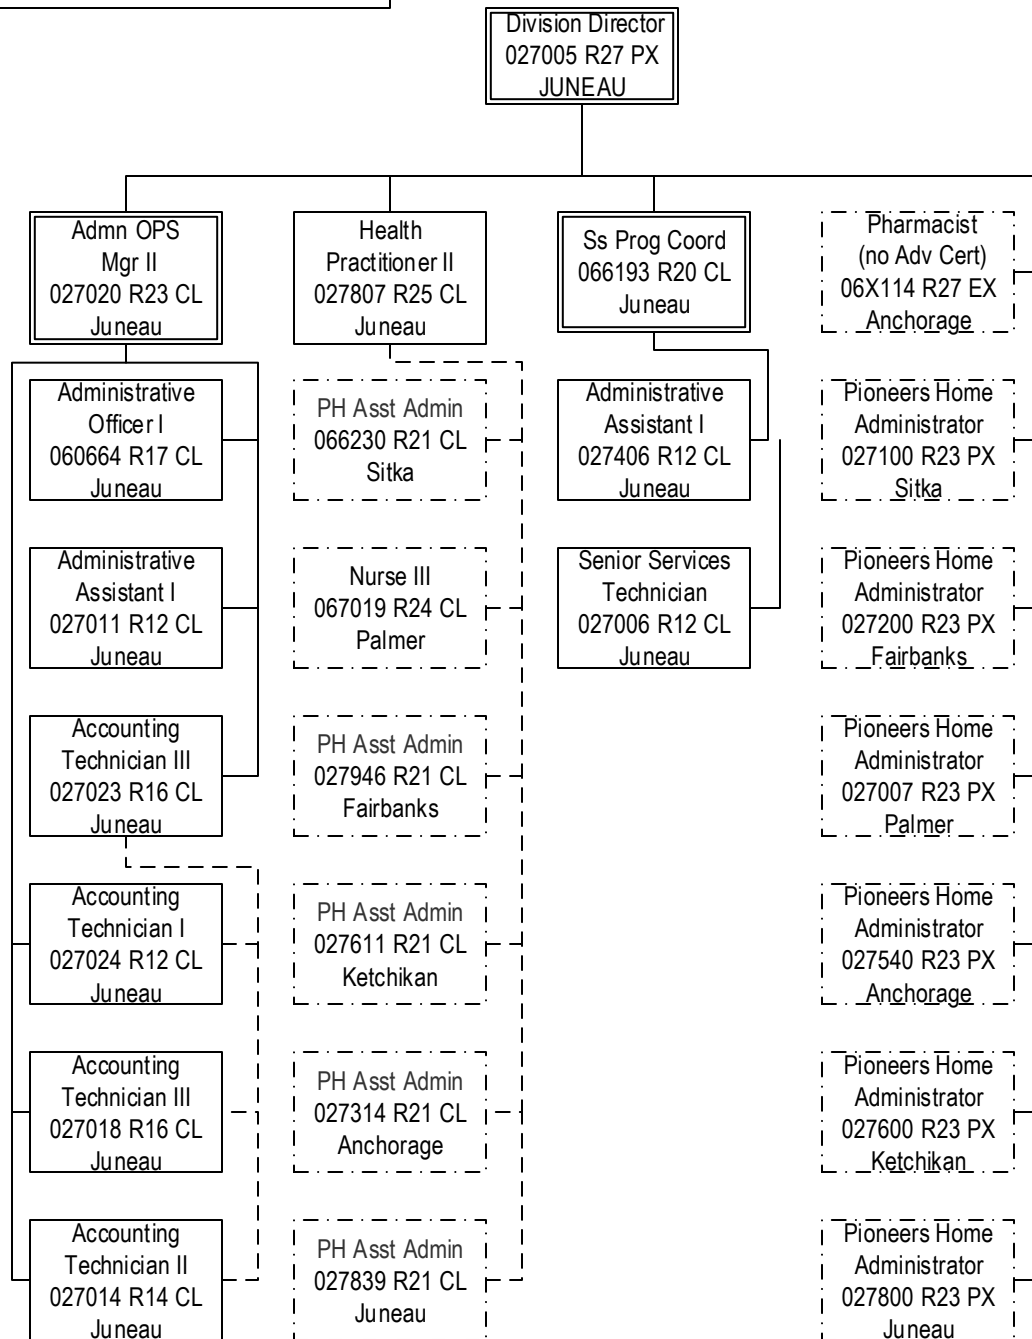 Division Director
027005 R27 PX
JUNEAU
Admn OPS
Mgr II
027020 R23 CL
Juneau
Administrative
Officer I
060664 R17 CL
Juneau
Administrative
Assistant I
027011 R12 CL
Juneau
Accounting
Technician III
027023 R16 CL
Juneau
Accounting
Technician I
027024 R12 CL
Juneau
Accounting
Technician III
027018 R16 CL
Juneau
Accounting
Technician II
027014 R14 CL
Juneau
Health
Practitioner II
027807 R25 CL
Juneau
PH Asst Admin
066230 R21 CL
Sitka
Nurse III
067019 R24 CL
Palmer
PH Asst Admin
027946 R21 CL
Fairbanks
PH Asst Admin
027611 R21 CL
Ketchikan
PH Asst Admin
027314 R21 CL
Anchorage
PH Asst Admin
027839 R21 CL
Juneau
Ss Prog Coord
066193 R20 CL
Juneau
Administrative
Assistant I
027406 R12 CL
Juneau
Senior Services
Technician
027006 R12 CL
Juneau
Pharmacist
(no Adv Cert)
06X114 R27 EX
Anchorage
Pioneers Home
Administrator
027100 R23 PX
Sitka
Pioneers Home
Administrator
027200 R23 PX
Fairbanks
Pioneers Home
Administrator
027007 R23 PX
Palmer
Pioneers Home
Administrator
027540 R23 PX
Anchorage
Pioneers Home
Administrator
027600 R23 PX
Ketchikan
Pioneers Home
Administrator
027800 R23 PX
Juneau